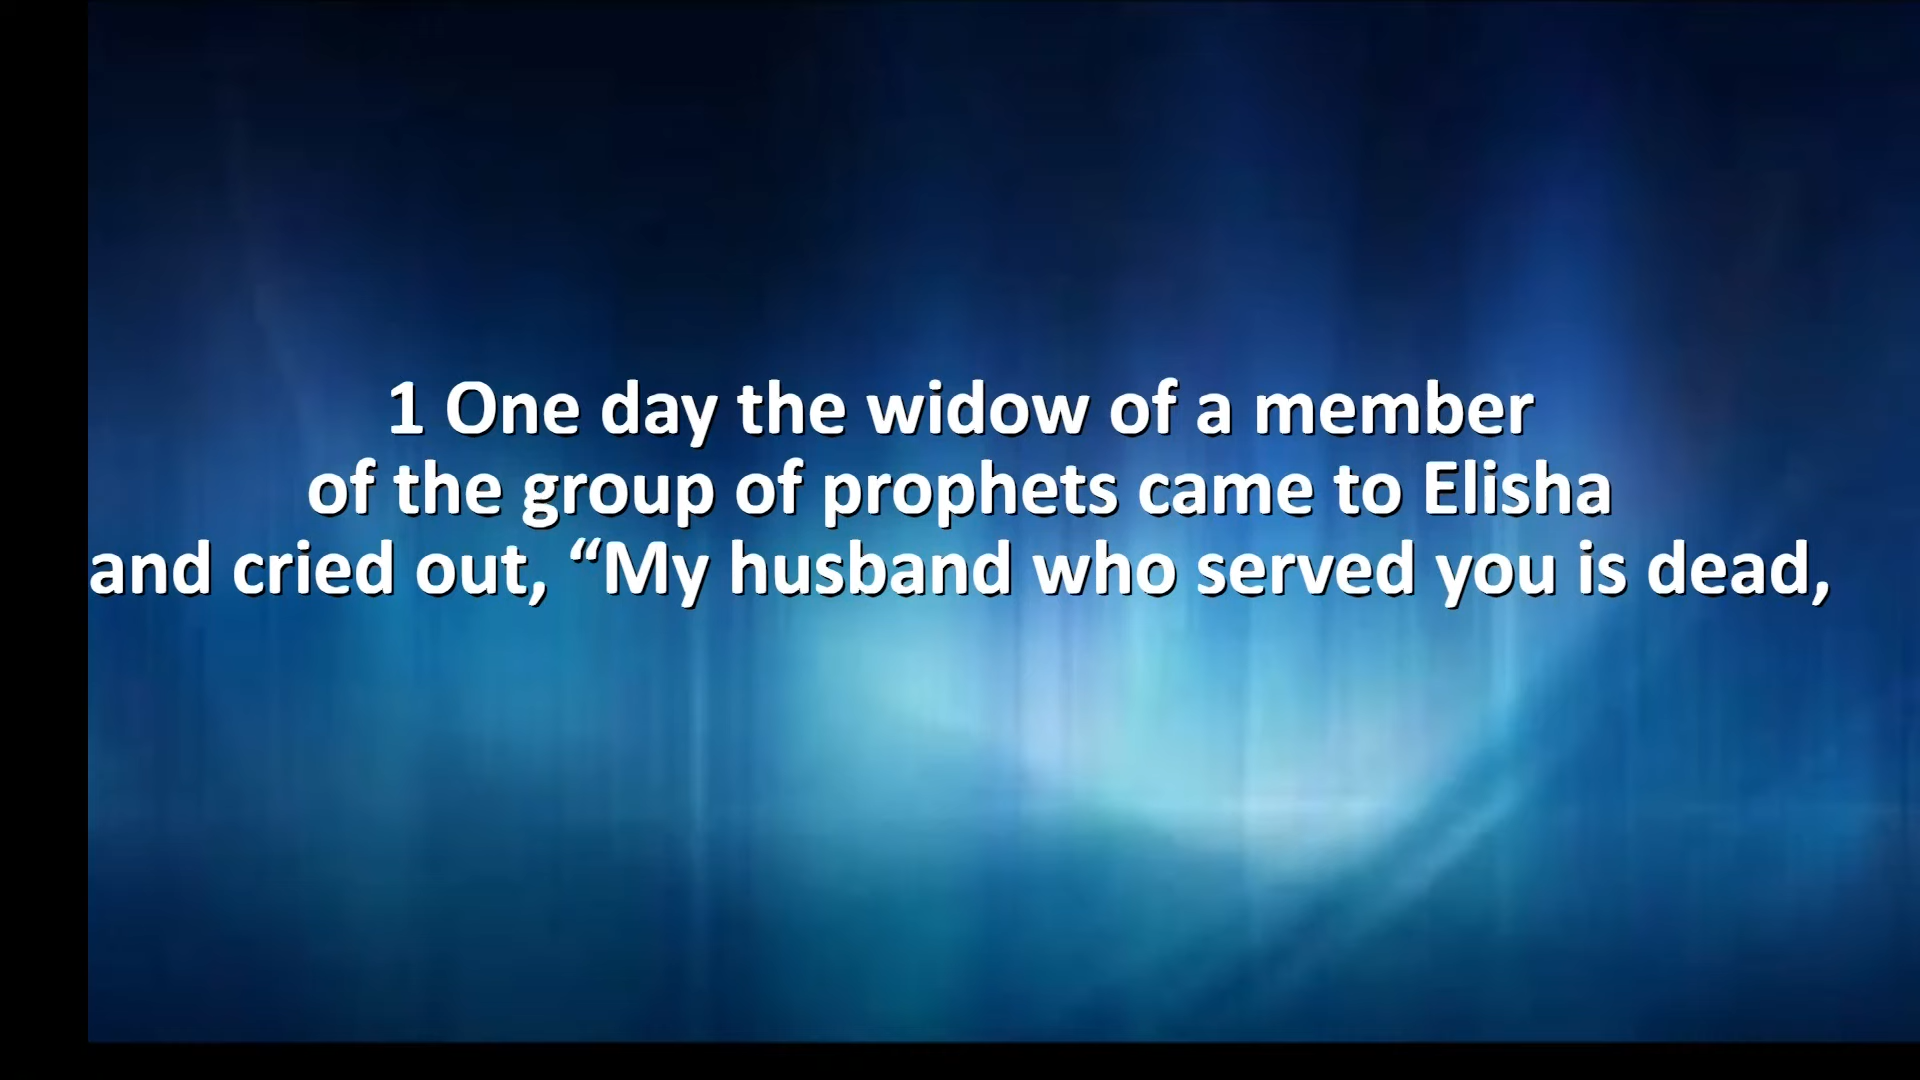 1 One day the widow of a member
of the group of prophets came to Elisha
and cried out, “My husband who served you is dead,